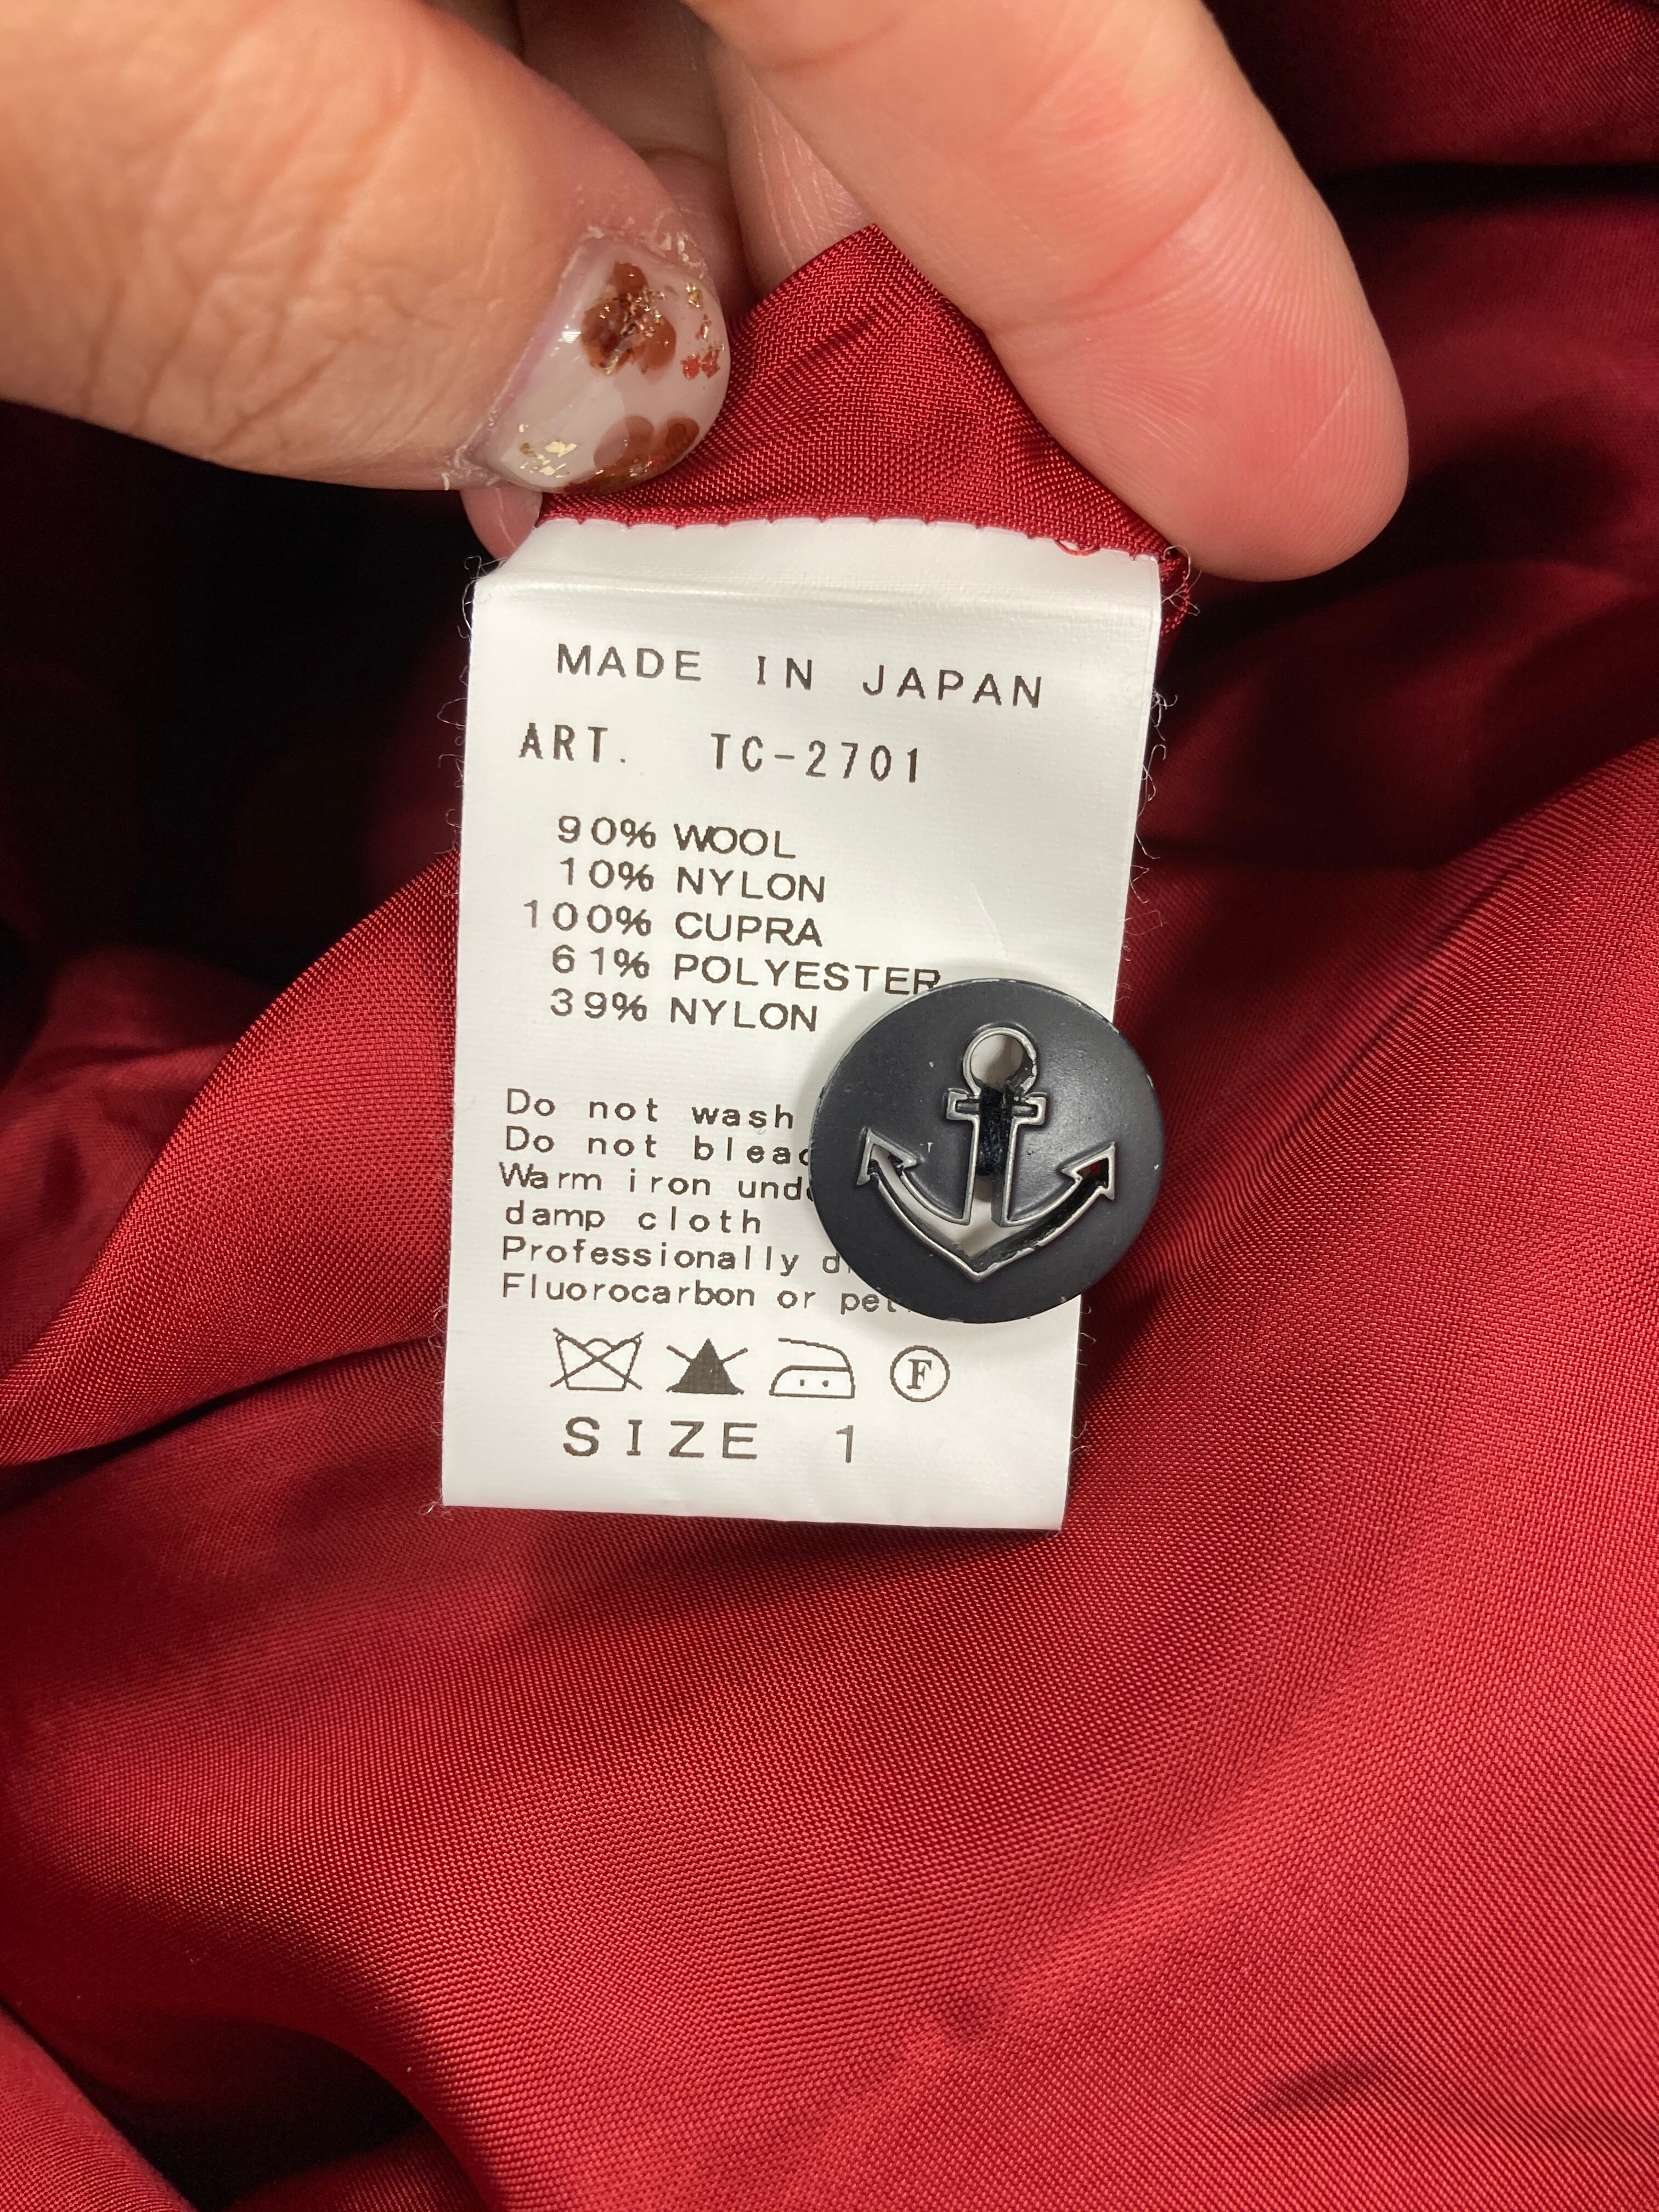 MADE IN JAPAN
ART. TC-2701
90% WOOL
10% NYLON
100% CUPRA
61% POLYESTER
39% NYLON
Do not wash
Do not
Warm iron
damp cloth
Professionally
Fluorocarbon or
F
SIZE 1